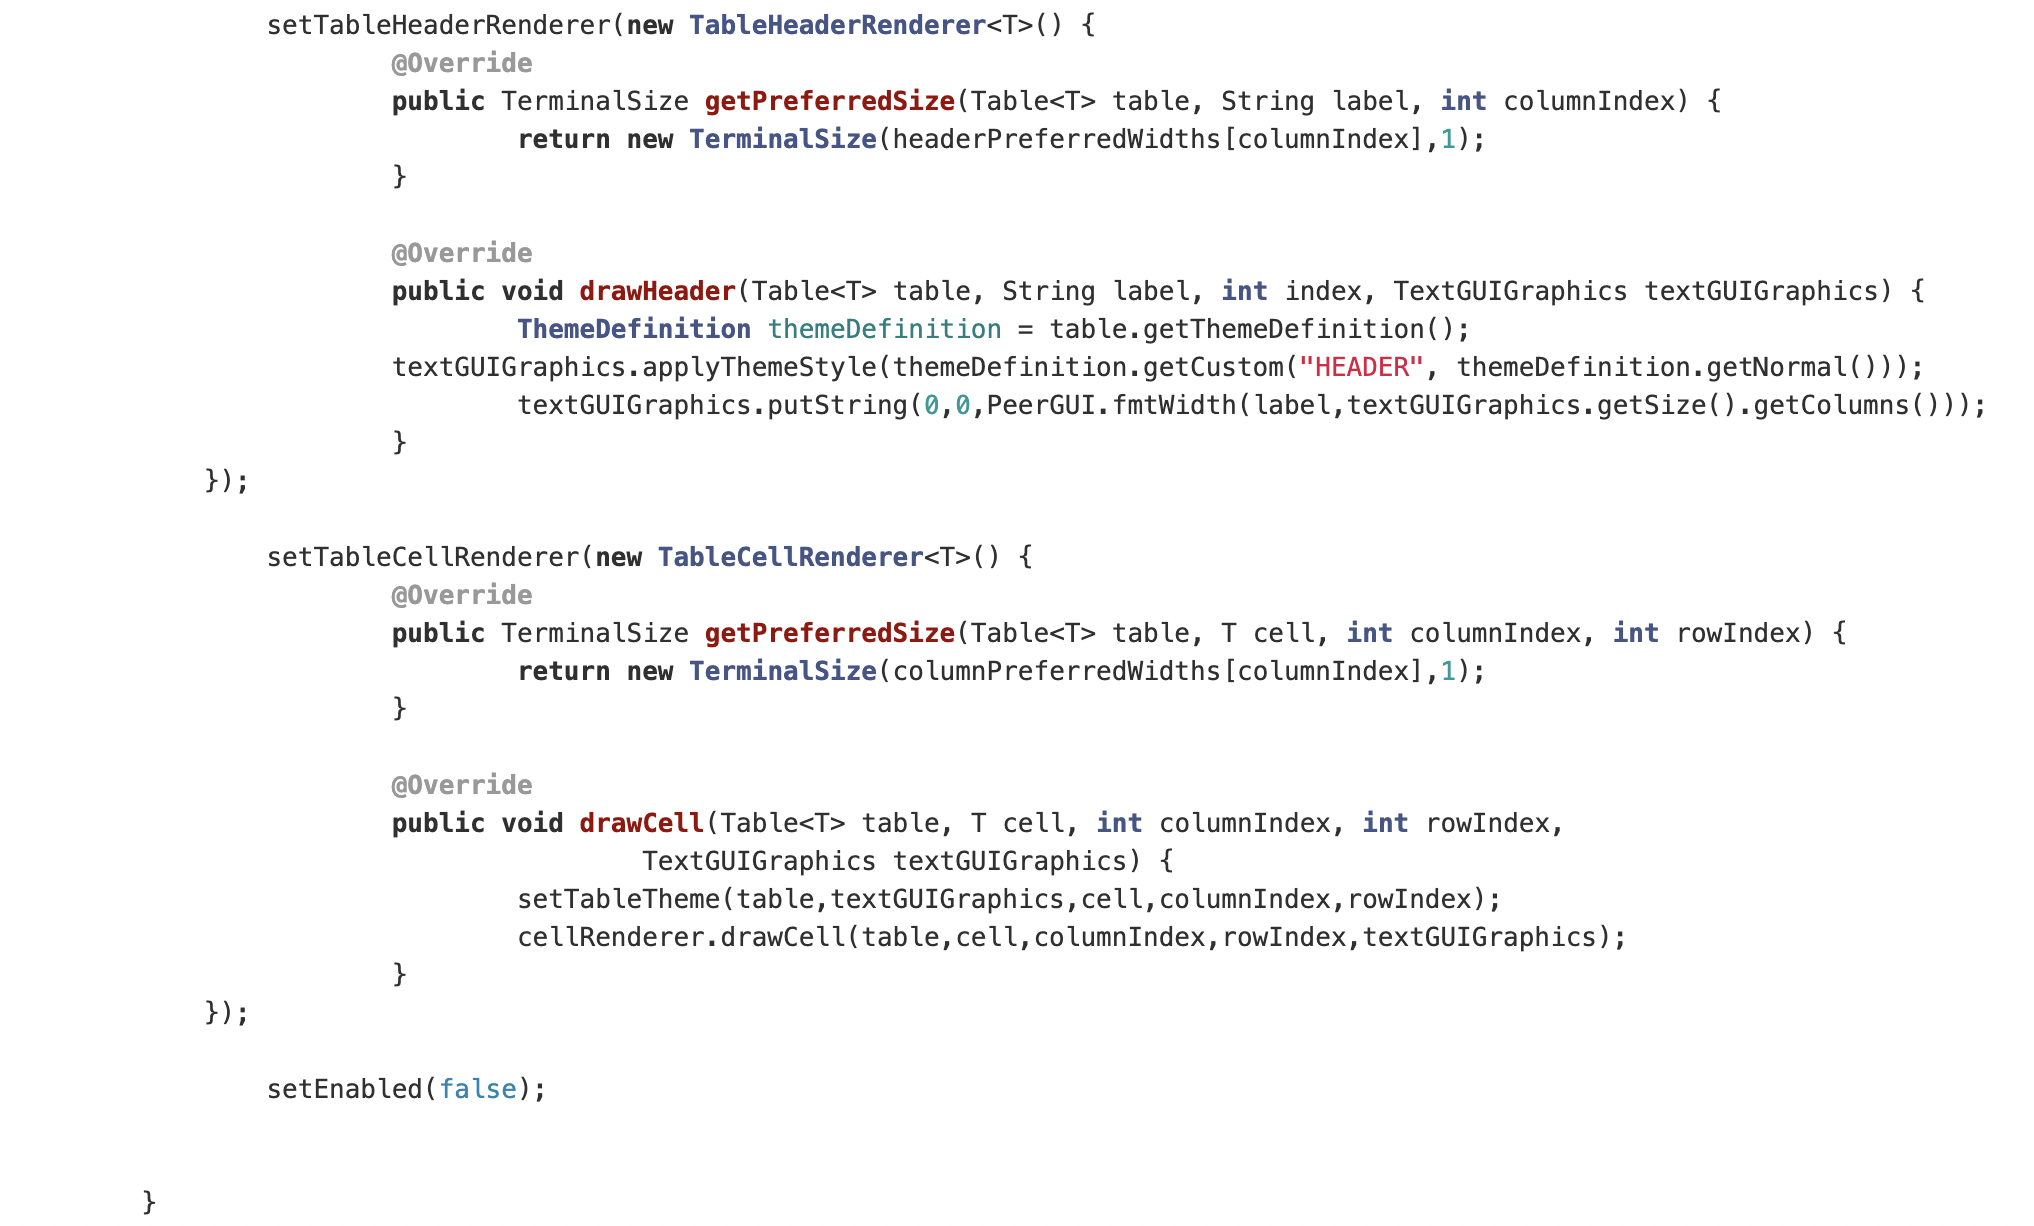 setTableHeaderRenderer(new TableHeaderRenderer<T>() {
@Override
public TerminalSize getPreferredSize(Table<T> table, String label, int columnIndex) {
return new TerminalSize(headerPreferredWidths[columnIndex],1);
}
@Override
public void drawHeader(Table<T> table, String label, int index, TextGUIGraphics textGUIGraphics) {
ThemeDefinition themeDefinition = table.getThemeDefinition();
textGUIGraphics.applyThemeStyle(themeDefinition.getCustom("HEADER", themeDefinition.getNormal()));
textGUIGraphics.putString(0,0,PeerGUI.fmtWidth(label,textGUIGraphics.getSize().getColumns()));
}
});
setTableCellRenderer(new TableCellRenderer<T>() {
@Override
public TerminalSize getPreferredSize(Table<T> table, T cell, int columnIndex, int rowIndex) {
return new TerminalSize(columnPreferredWidths[columnIndex],1);
}
@Override
public void drawCell(Table<T> table, T cell, int columnIndex, int rowIndex,
TextGUIGraphics textGUIGraphics) {
setTableTheme(table,textGUIGraphics,cell,columnIndex,rowIndex);
cellRenderer.drawCell(table,cell,columnIndex,rowIndex,textGUIGraphics);
}
});
setEnabled(false);
}